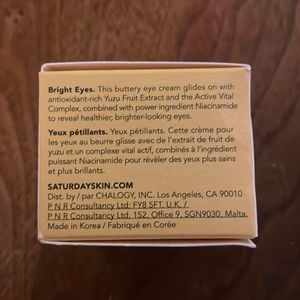 Bright Eyes. This buttery eye cream glides on with
antioxidant-rich Yuzu Fruit Extract and the Active Vital
Complex, combined with power ingredient Niacinamide
to reveal healthier, brighter-looking eyes.
Yeux pétillants. Yeux pétillants. Cette crème pour
les yeux au beurre glisse avec de l'extrait de fruit de
yuzu et un complexe vital actif, combinés à l'ingrédient
puissant Niacinamide pour révéler des yeux plus sains
et plus brillants.
SATURDAYSKIN.COM
Dist. by / par CHALOGY, INC. Los Angeles, CA 90010
P N R Consultancy Ltd; FY8 5FT. U.K. /
P N R Consultancy Ltd, 152, Office 9, SGN9030, Malta.
Made in Korea / Fabriqué en Corée